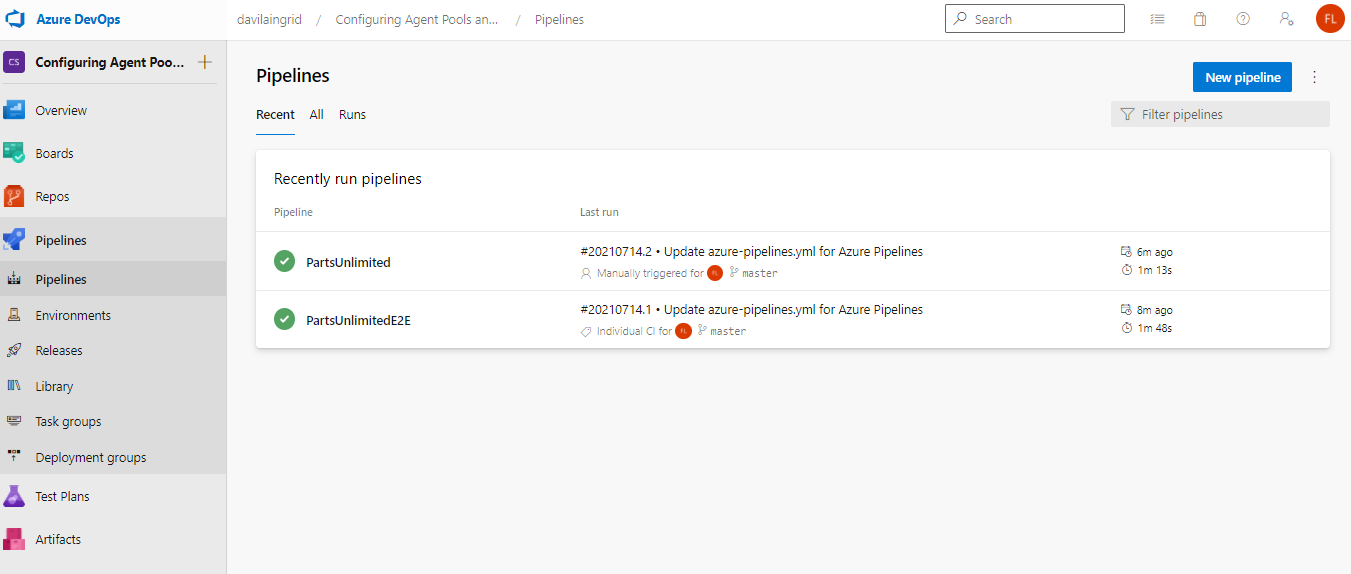 Azure DevOps
davilaingrid / Configuring Agent Pools an... / Pipelines
Search
FL
CS Configuring Agent Poo...
Overview
Boards
Repos
Pipelines
Pipelines
Environments
Releases
Library
Task groups
Deployment groups
Test Plans
Artifacts
Pipelines
New pipeline
Recent All Runs
Filter pipelines
Recently run pipelines
Pipeline Last run
PartsUnlimited
#20210714.2 • Update azure-pipelines.yml for Azure Pipelines
Manually triggered for FL master
6m ago
1m 13s
PartsUnlimitedE2E
#20210714.1 • Update azure-pipelines.yml for Azure Pipelines
Individual CI for FL master
8m ago
1m 48s